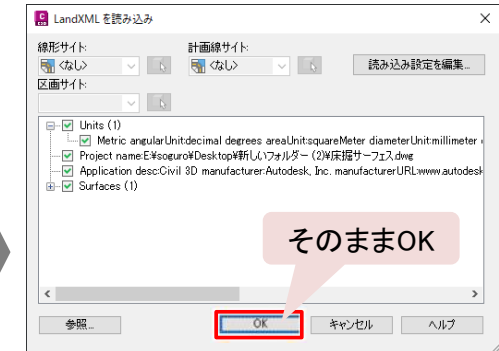 LandXML を読み込み
線形サイト:
計画線サイト:
<なし>
<なし>
読み込み設定を編集...
区画サイト:
Units (1)
Metric angularUnit:decimal degrees areaUnit:squareMeter diameterUnit:millimeter
Project name:E:¥soguro¥Desktop¥新しいフォルダー (2)¥床掘サーフェス.dwg
Application desc:Civil 3D manufacturer:Autodesk, Inc. manufacturerURL:www.autodesk
Surfaces (1)
そのままOK
参照...
OK
キャンセル
ヘルプ